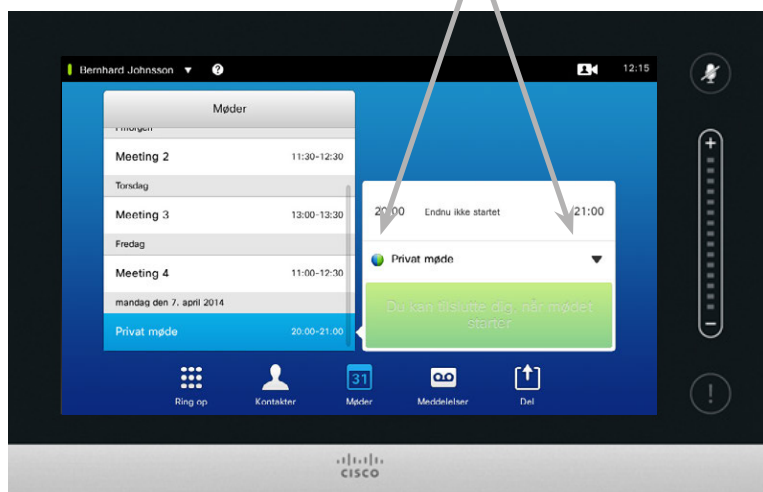 Bernhard Johnsson ? 12:15
Møder
I morgen
Meeting 2 11:30-12:30
Torsdag
Meeting 3 13:00-13:30
Fredag
Meeting 4 11:00-12:30
mandag den 7. april 2014
Privat møde 20:00-21:00
20:00 Endnu ikke startet 21:00
Privat møde
Du kan tilslutte dig, når mødet
starter
+
-
!
31
Ring op Kontakter Møder Meddelelser Del
CISCO